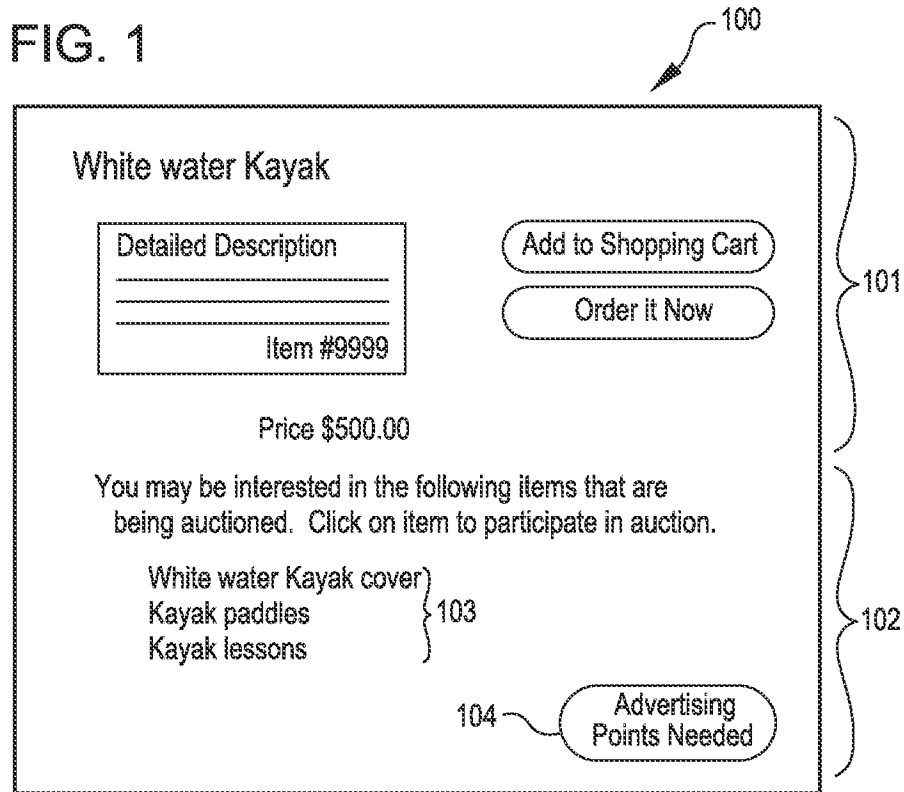 FIG. 1
100
White water Kayak
Detailed Description
Item #9999
Add to Shopping Cart
Order it Now
101
Price $500.00
You may be interested in the following items that are
being auctioned. Click on item to participate in auction.
White water Kayak cover
Kayak paddles
Kayak lessons
103
102
104
Advertising
Points Needed